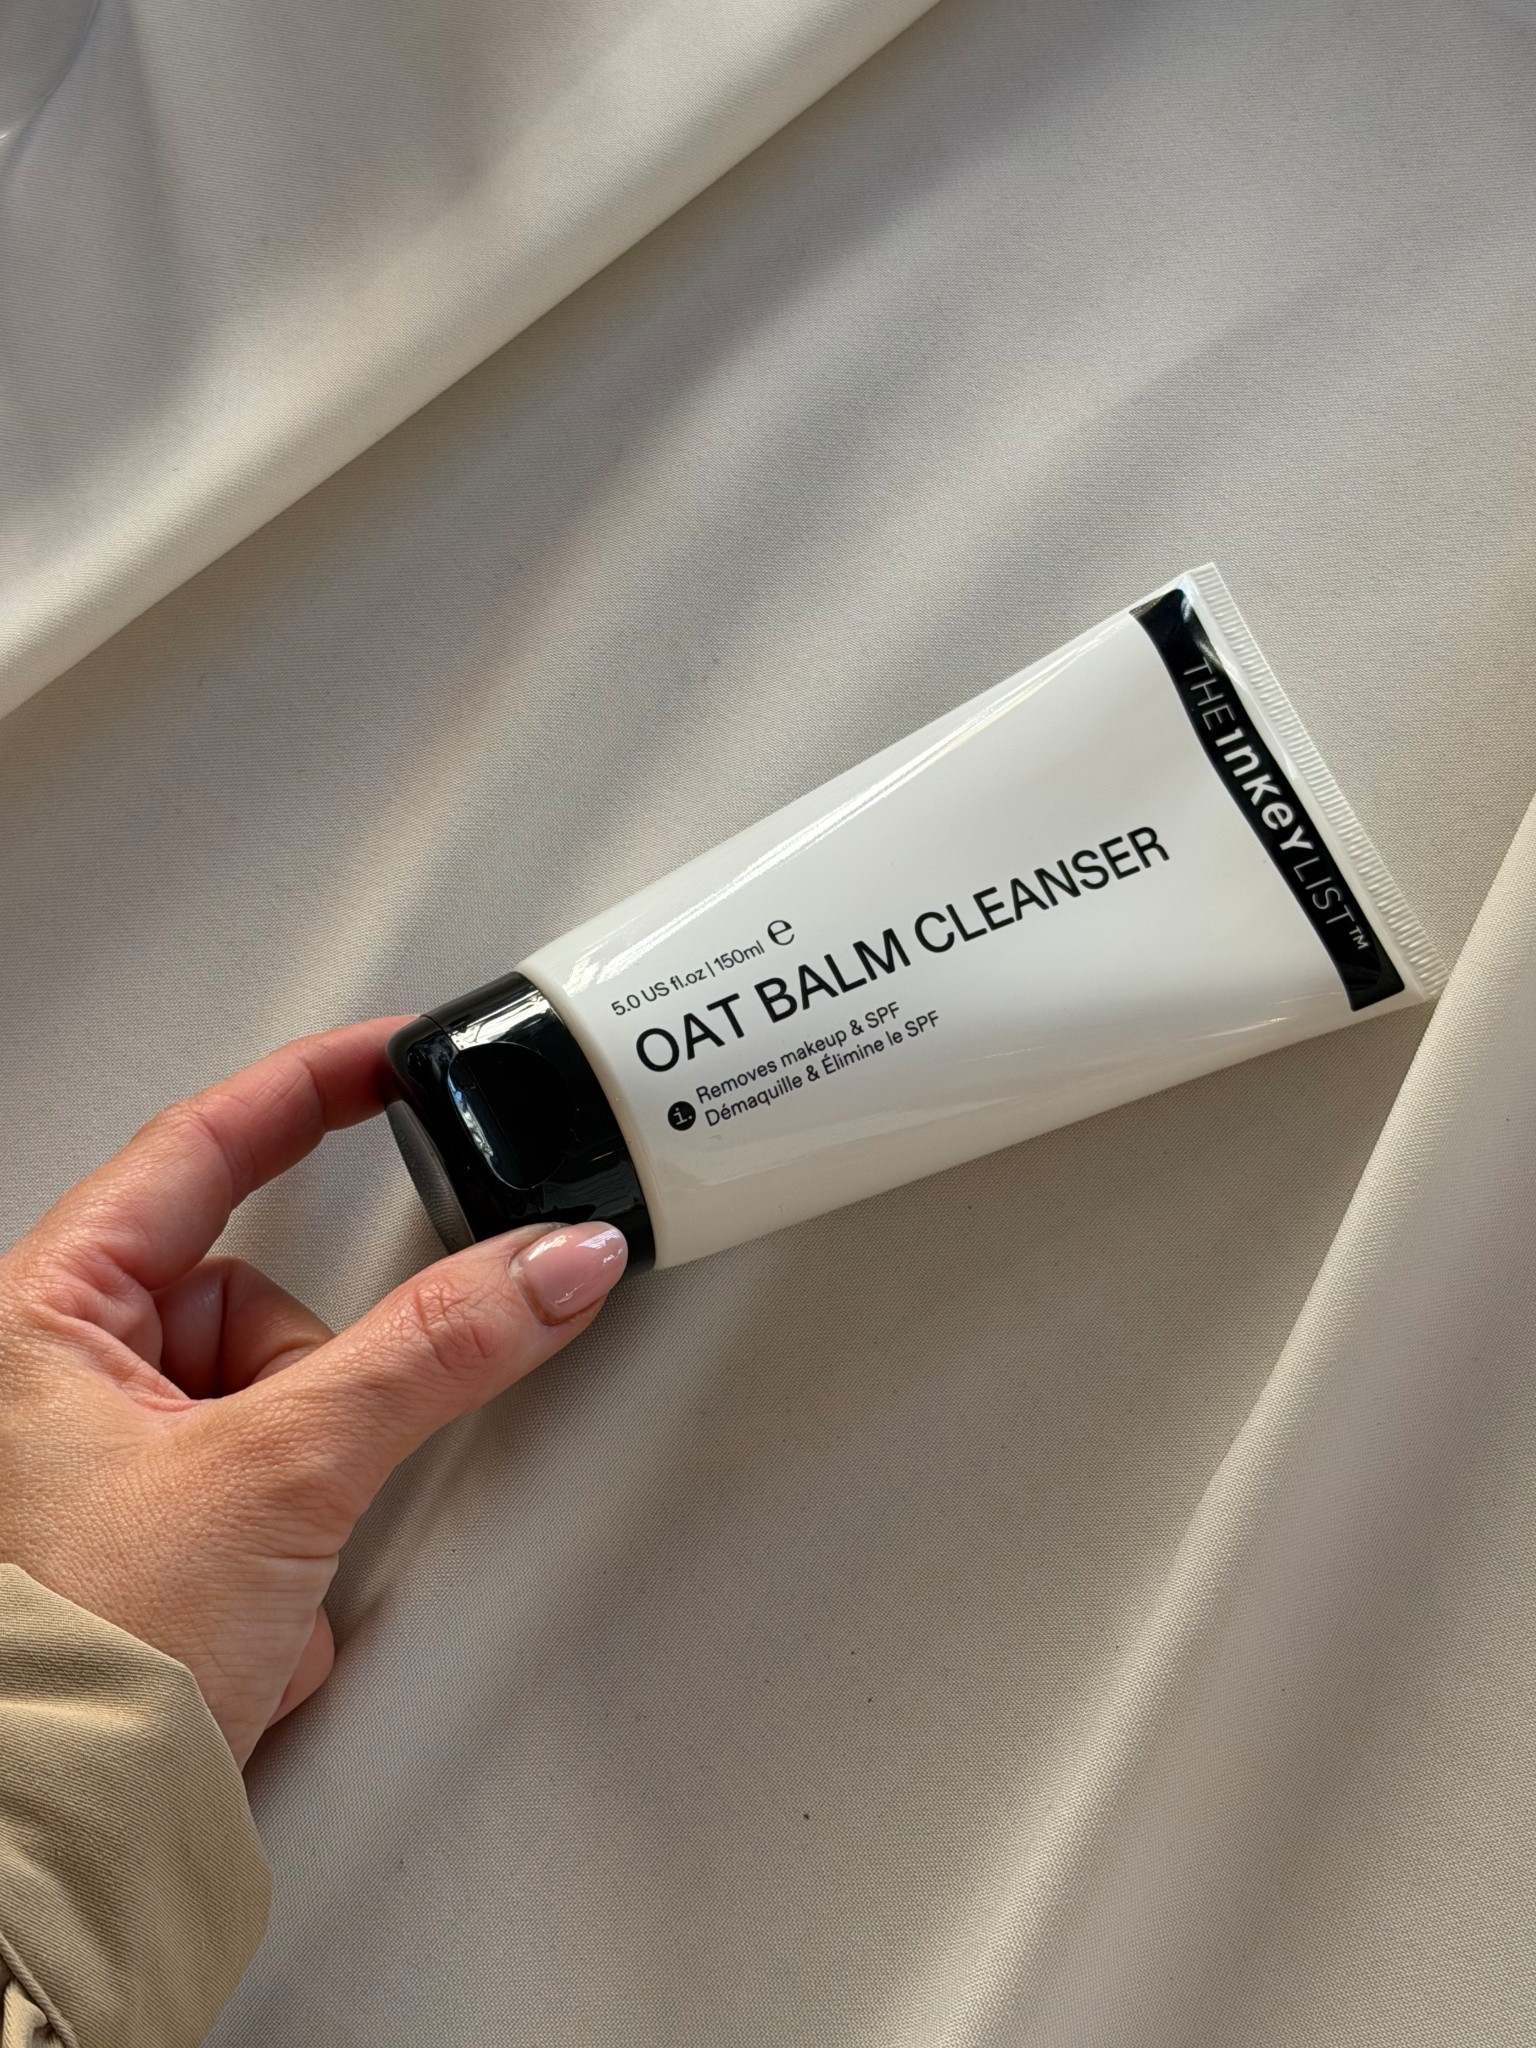 5.0 US fl.oz | 150ml ℮
OAT BALM CLEANSER
i. Removes makeup & SPF
Démaquille & Élimine le SPF
THE INKEY LIST™